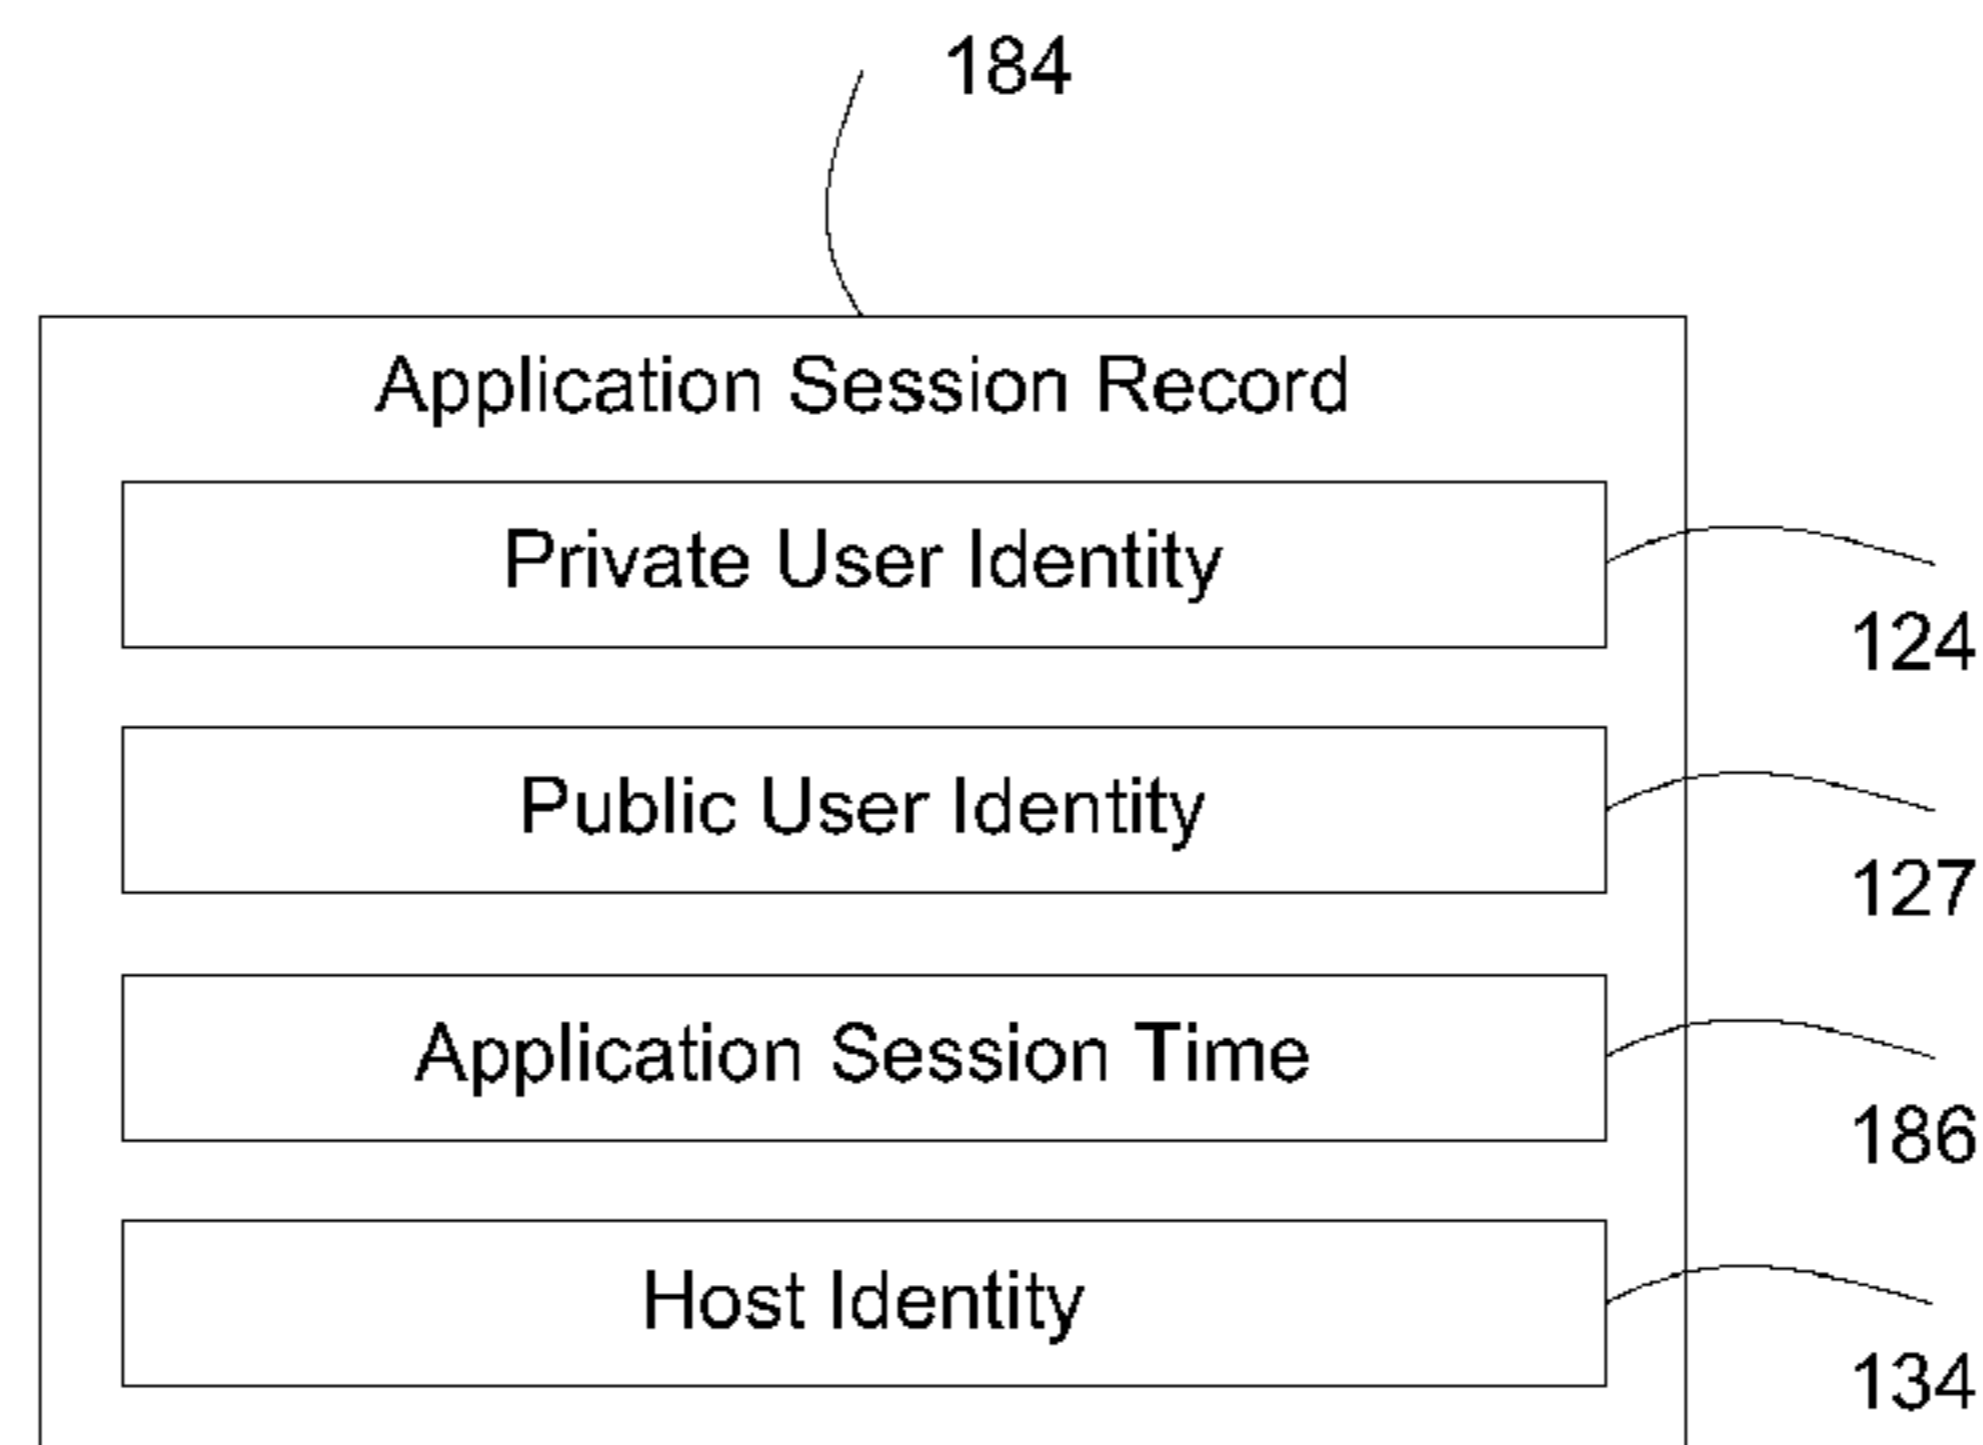 184
Application Session Record
Private User Identity
124
Public User Identity
127
Application Session Time
186
Host Identity
134